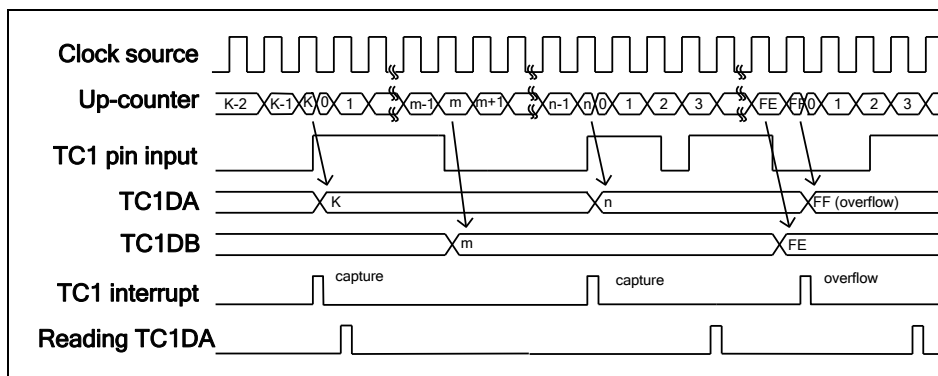 Clock source
Up-counter K-2 K-1 K 0 1 m-1 m m+1 n-1 n 0 1 2 3 FE FF 0 1 2 3
TC1 pin input
TC1DA K n FF (overflow)
TC1DB m FE
TC1 interrupt capture capture overflow
Reading TC1DA